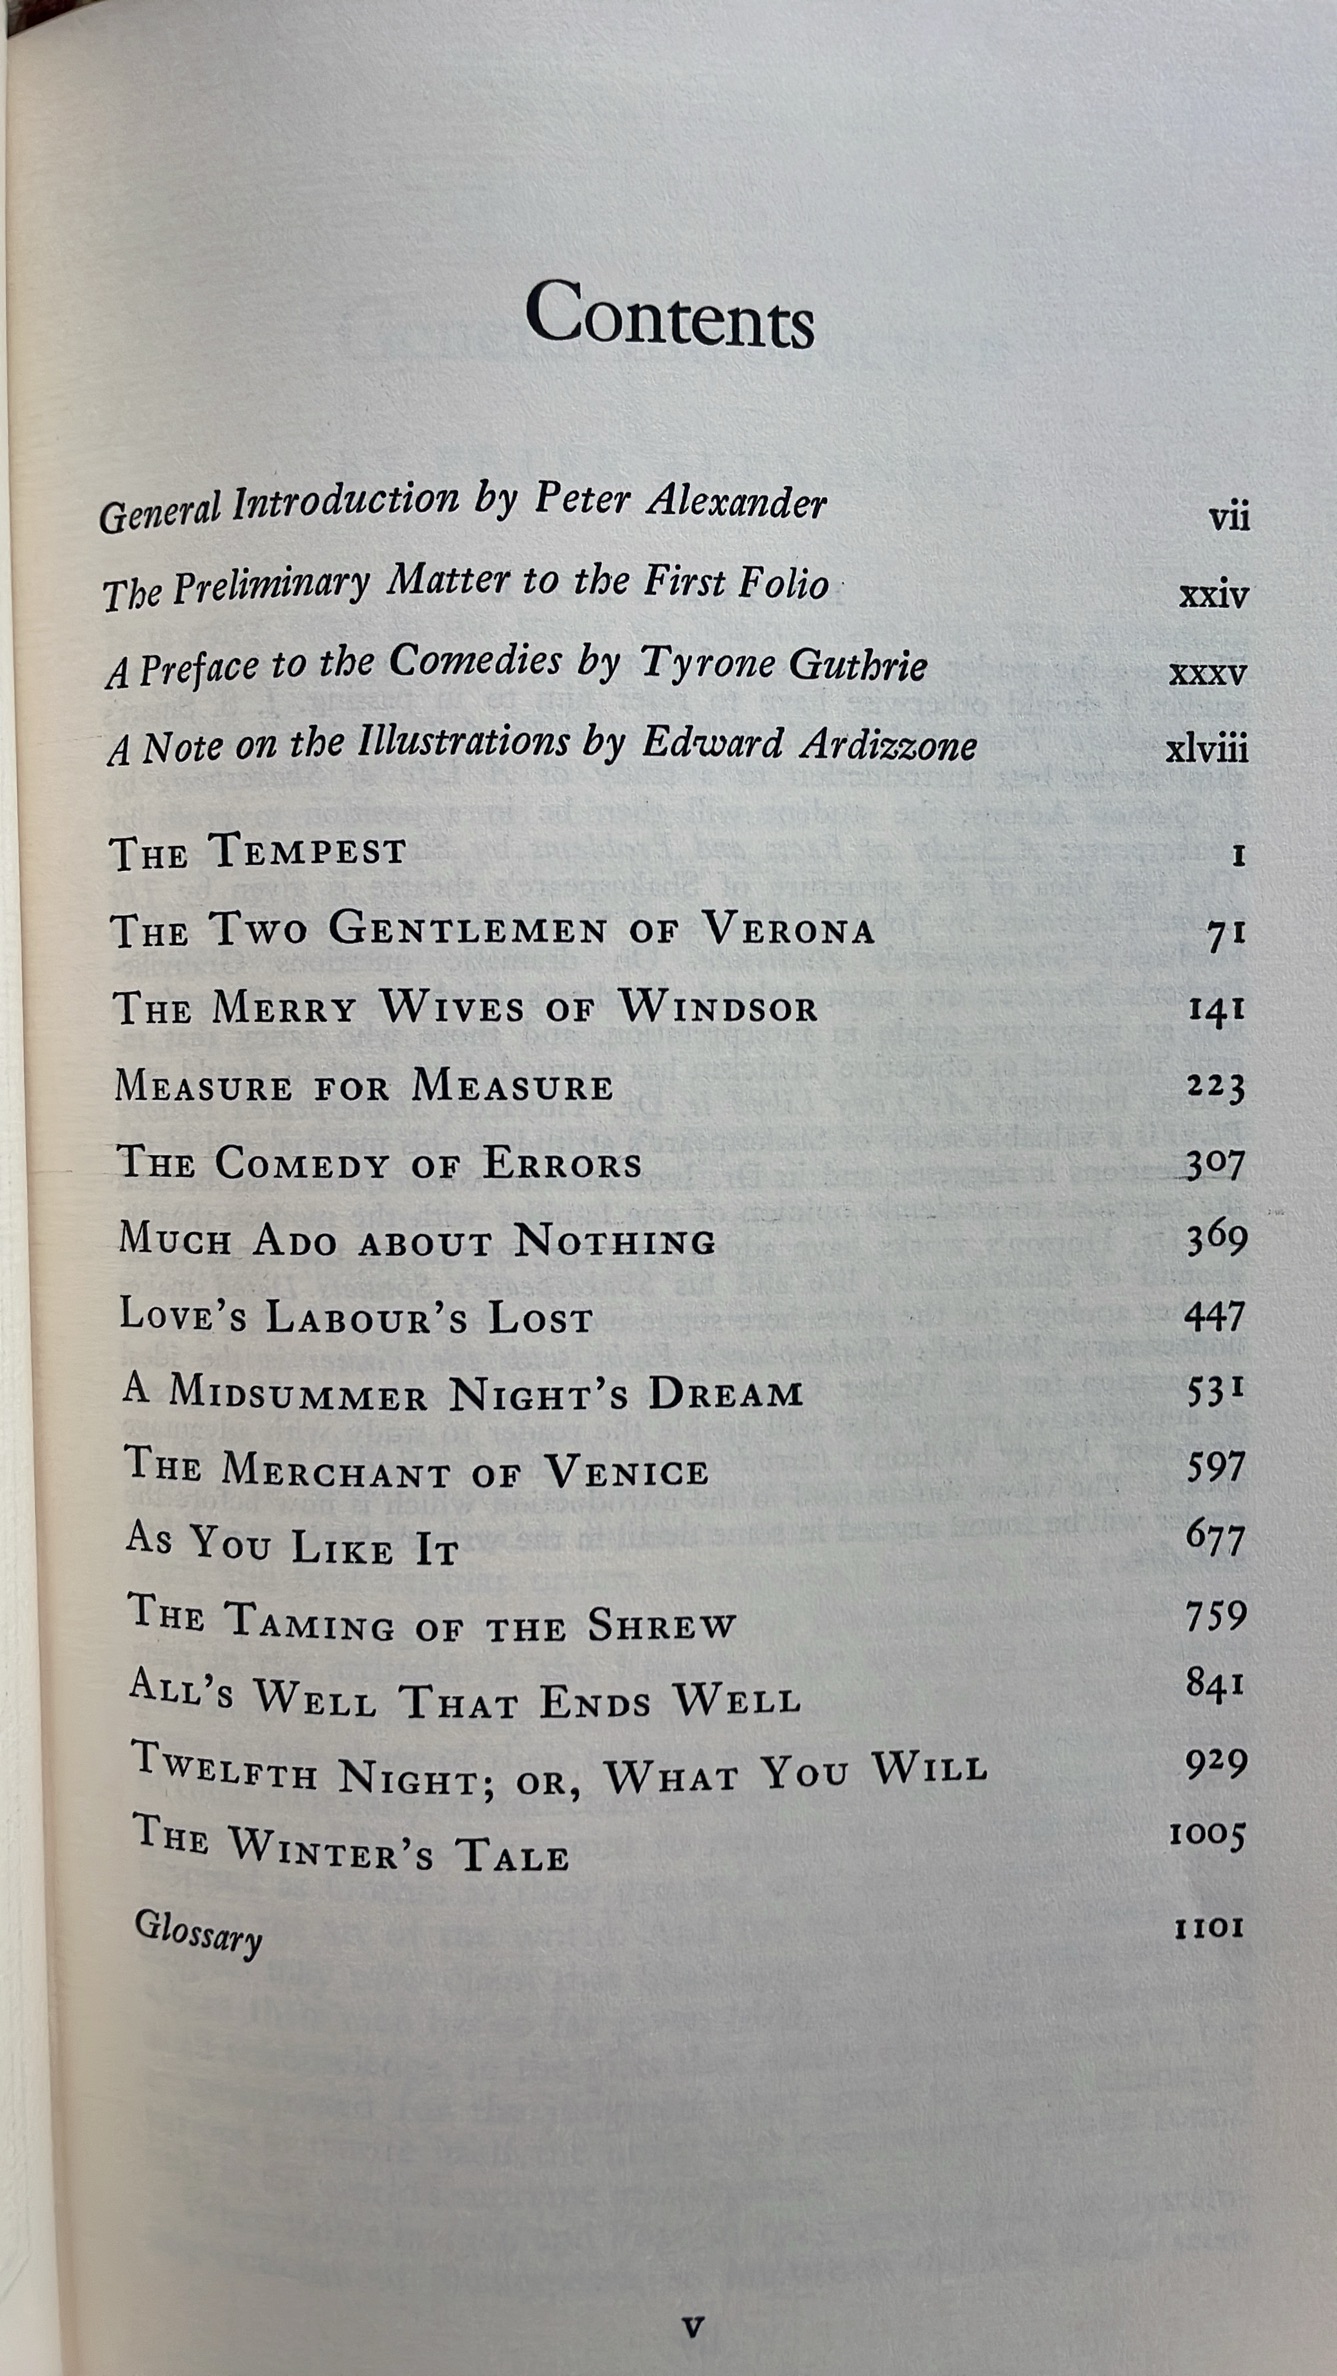 Contents
General Introduction by Peter Alexander vii
The Preliminary Matter to the First Folio xxiv
A Preface to the Comedies by Tyrone Guthrie xxxv
A Note on the Illustrations by Edward Ardizzone xlviii
The Tempest 1
The Two Gentlemen of Verona 71
The Merry Wives of Windsor 141
Measure for Measure 223
The Comedy of Errors 307
Much Ado about Nothing 369
Love's Labour's Lost 447
A Midsummer Night's Dream 531
The Merchant of Venice 597
As You Like It 677
The Taming of the Shrew 759
All's Well That Ends Well 841
Twelfth Night; or, What You Will 929
The Winter's Tale 1005
Glossary 1101
v